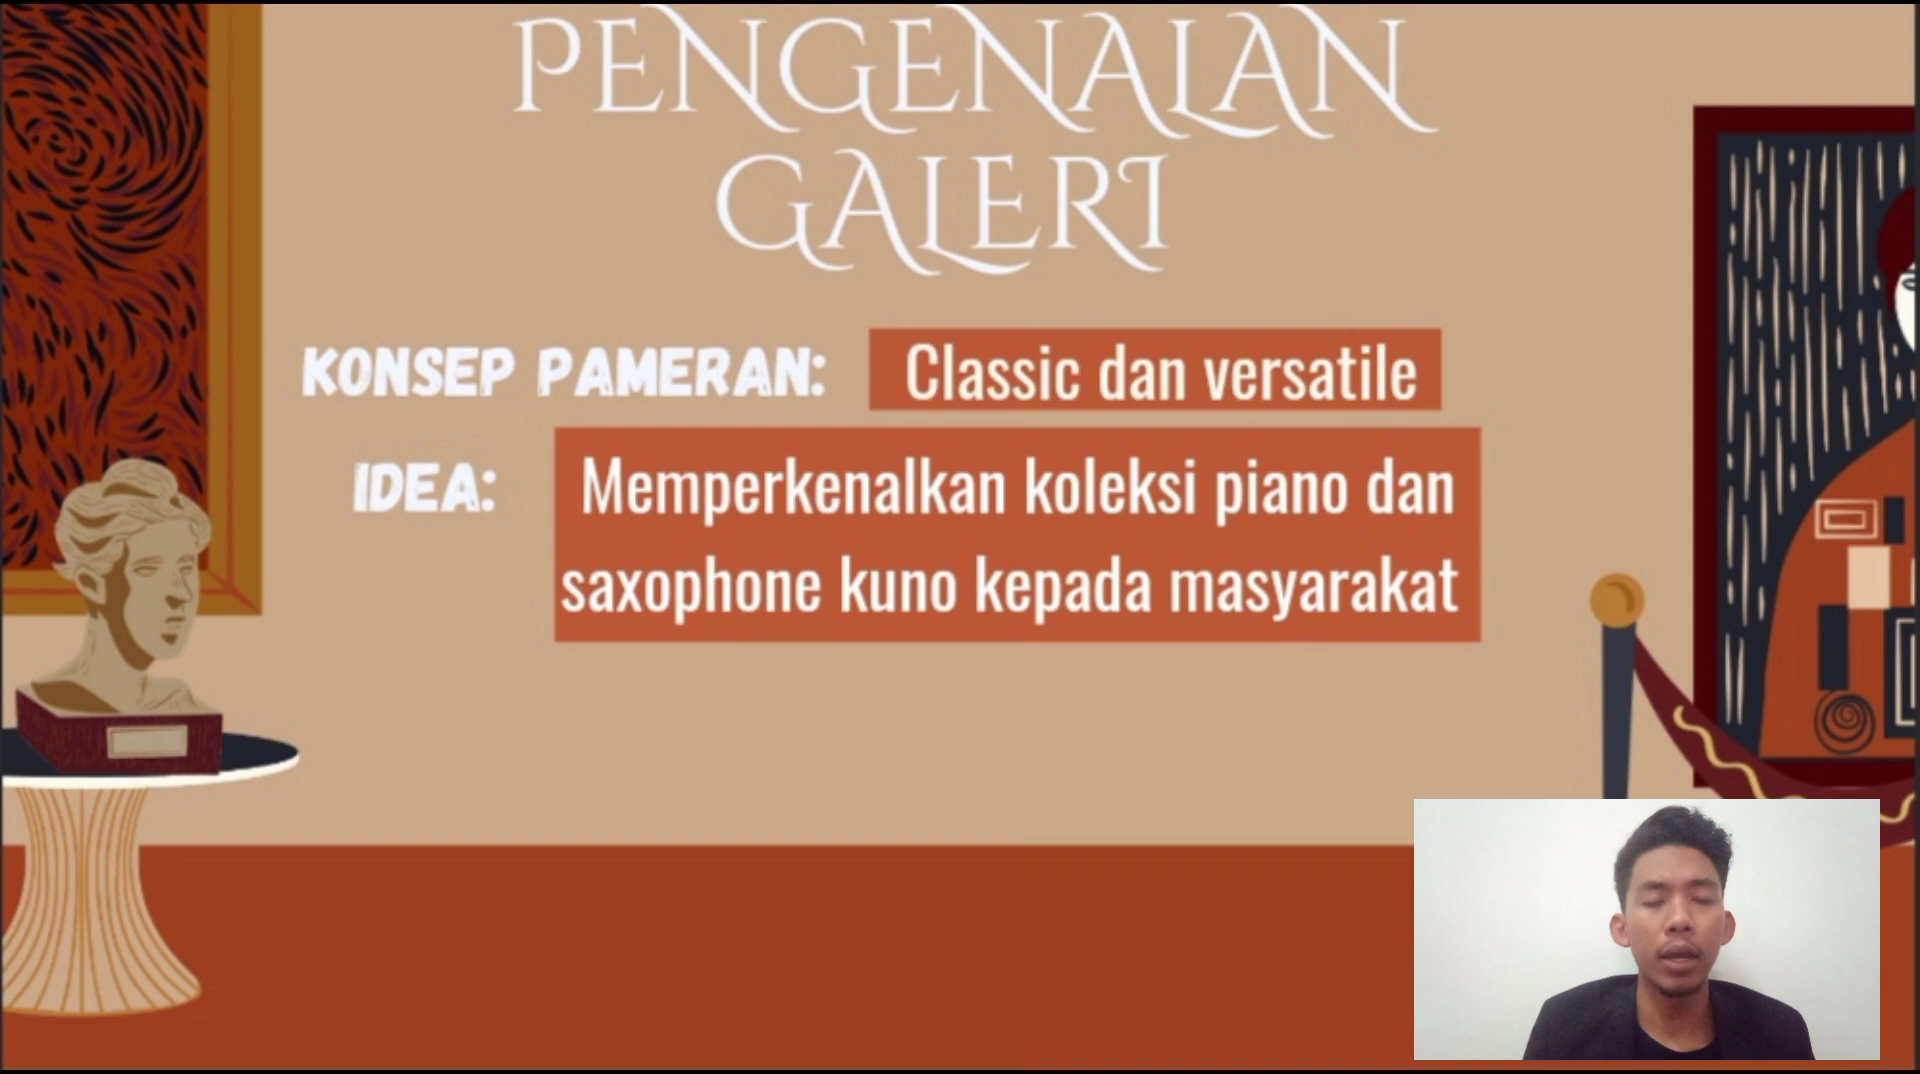 PENGENALAN
GALERI
KONSEP PAMERAN: Classic dan versatile
IDEA: Memperkenalkan koleksi piano dan
saxophone kuno kepada masyarakat